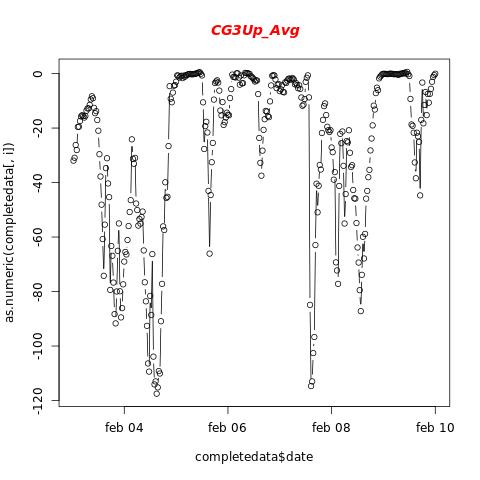 CG3Up_Avg
as.numeric(completedata[, i])
0
-20
-40
-60
-80
-100
-120
feb 04
feb 06
feb 08
feb 10
completedata$date